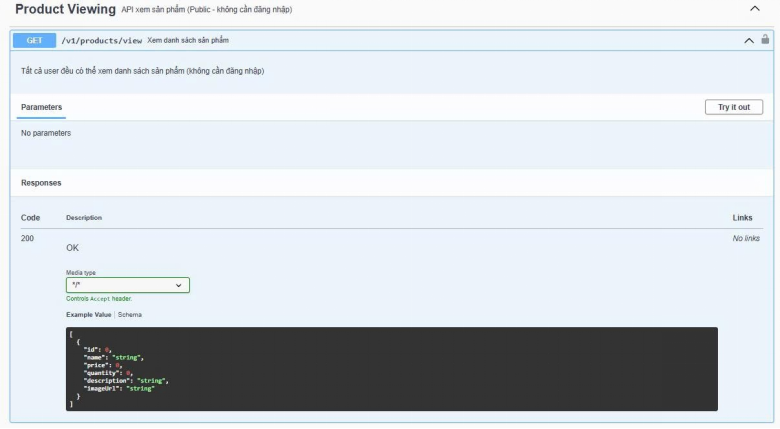 Product Viewing API xem sản phẩm (Public - không cần đăng nhập)
GET /v1/products/view Xem danh sách sản phẩm
Tất cả user đều có thể xem danh sách sản phẩm (không cần đăng nhập)
Parameters Try it out
No parameters
Responses
Code Description Links
200 No links
OK
Media type
*/*
Controls Accept header.
Example Value | Schema
[
{
"id": 0,
"name": "string",
"price": 0,
"quantity": 0,
"description": "string",
"imageUrl": "string"
}
]